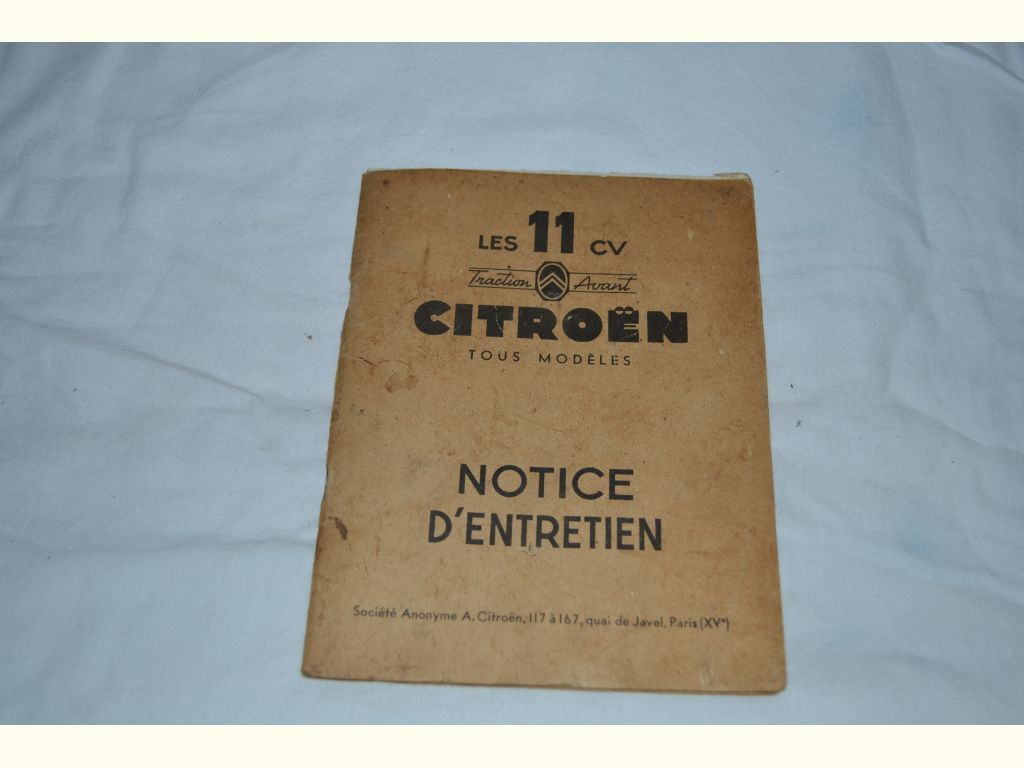 LES 11 CV
Traction Avant
CITROËN
TOUS MODÈLES
NOTICE
D'ENTRETIEN
Société Anonyme A. Citroën, 117 à 167, quai de Javel, Paris (XVe)